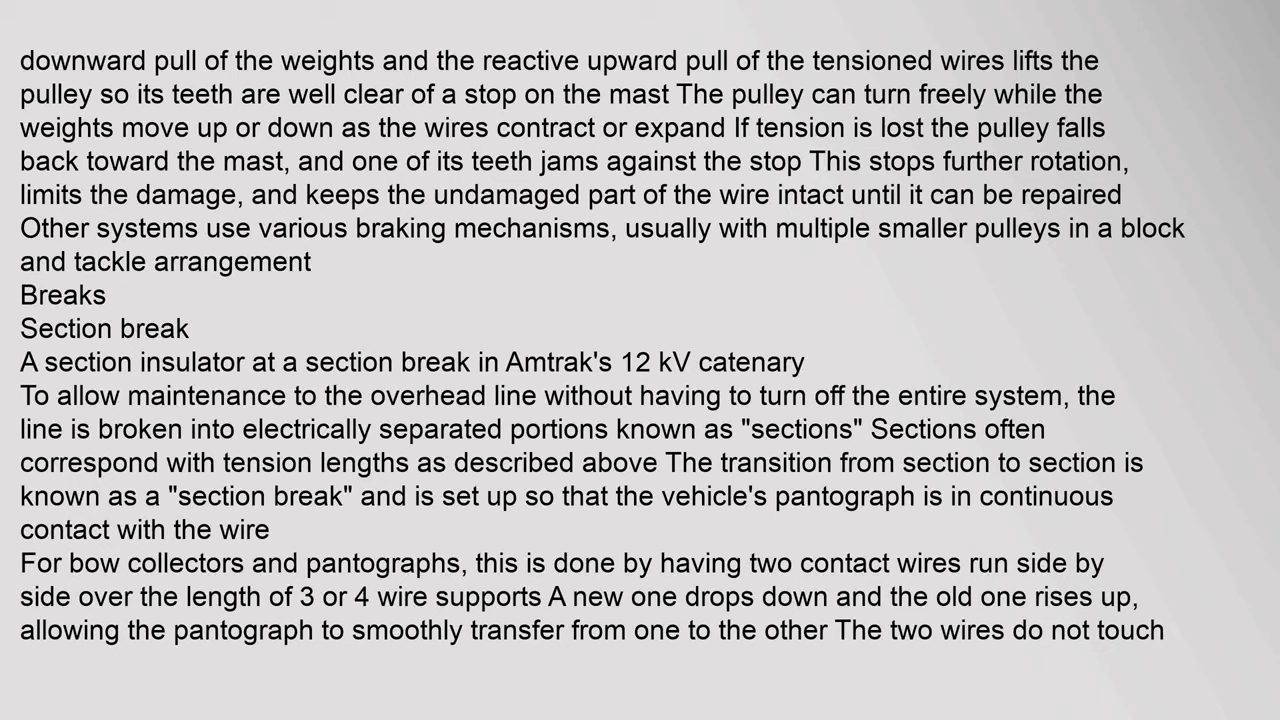 downward pull of the weights and the reactive upward pull of the tensioned wires lifts the
pulley so its teeth are well clear of a stop on the mast The pulley can turn freely while the
weights move up or down as the wires contract or expand If tension is lost the pulley falls
back toward the mast, and one of its teeth jams against the stop This stops further rotation,
limits the damage, and keeps the undamaged part of the wire intact until it can be repaired
Other systems use various braking mechanisms, usually with multiple smaller pulleys in a block
and tackle arrangement
Breaks
Section break
A section insulator at a section break in Amtrak's 12 kV catenary
To allow maintenance to the overhead line without having to turn off the entire system, the
line is broken into electrically separated portions known as "sections" Sections often
correspond with tension lengths as described above The transition from section to section is
known as a "section break" and is set up so that the vehicle's pantograph is in continuous
contact with the wire
For bow collectors and pantographs, this is done by having two contact wires run side by
side over the length of 3 or 4 wire supports A new one drops down and the old one rises up,
allowing the pantograph to smoothly transfer from one to the other The two wires do not touch